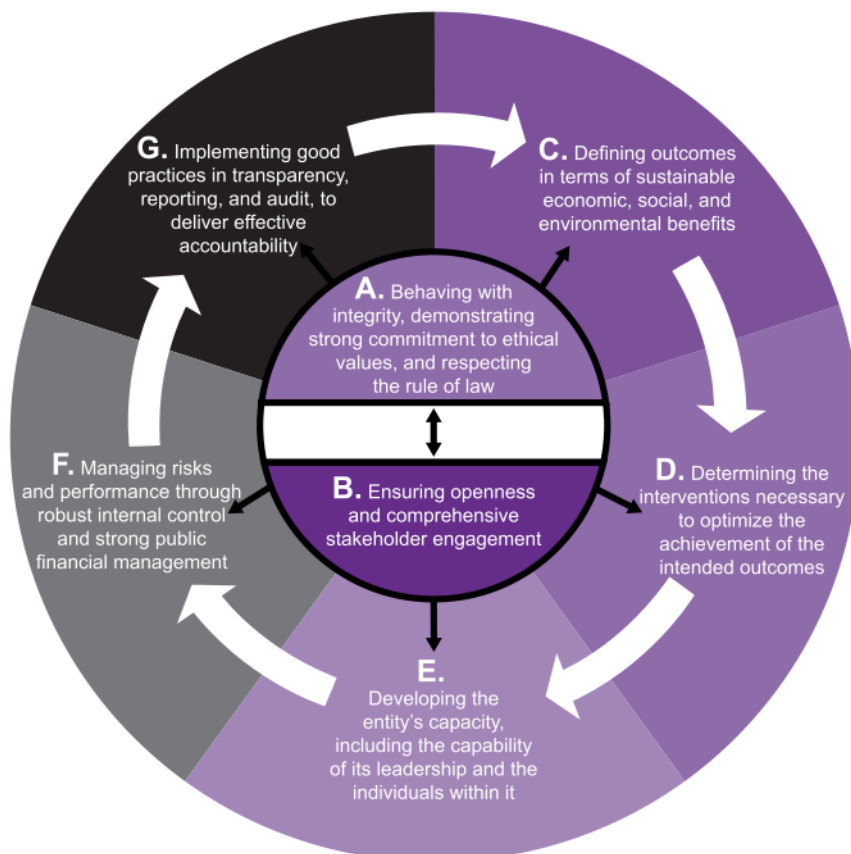 A. Behaving with
integrity, demonstrating
strong commitment to ethical
values, and respecting
the rule of law
B. Ensuring openness
and comprehensive
stakeholder engagement
C. Defining outcomes
in terms of sustainable
economic, social, and
environmental benefits
D. Determining the
interventions necessary
to optimize the
achievement of the
intended outcomes
E.
Developing the
entity’s capacity,
including the capability
of its leadership and the
individuals within it
F. Managing risks
and performance through
robust internal control
and strong public
financial management
G. Implementing good
practices in transparency,
reporting, and audit, to
deliver effective
accountability